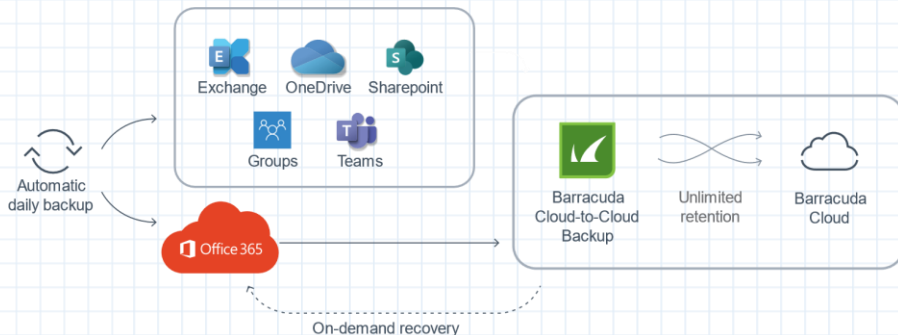 Exchange
OneDrive
Sharepoint
Groups
Teams
Automatic
daily backup
Office 365
Barracuda
Cloud-to-Cloud
Backup
Unlimited
retention
Barracuda
Cloud
On-demand recovery